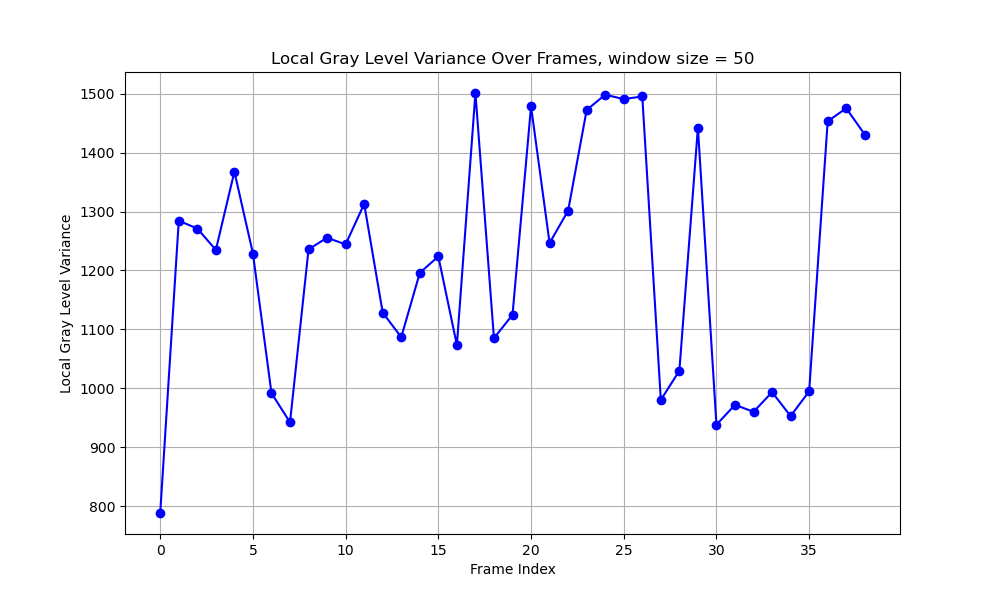 Local Gray Level Variance Over Frames, window size = 50
1500
1400
1300
1200
1100
1000
900
800
Local Gray Level Variance
0 5 10 15 20 25 30 35
Frame Index